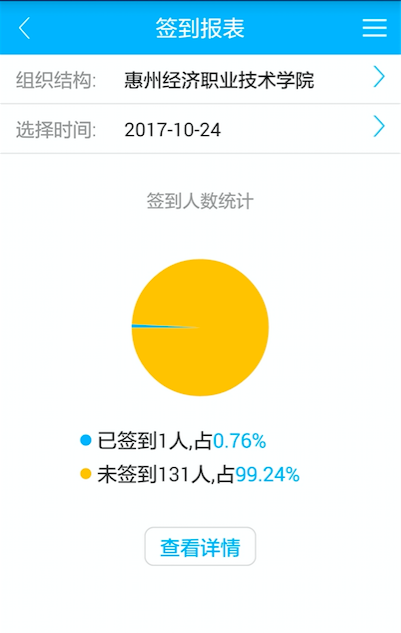 签到报表
组织结构: 惠州经济职业技术学院
选择时间: 2017-10-24
签到人数统计
已签到1人,占0.76%
未签到131人,占99.24%
查看详情